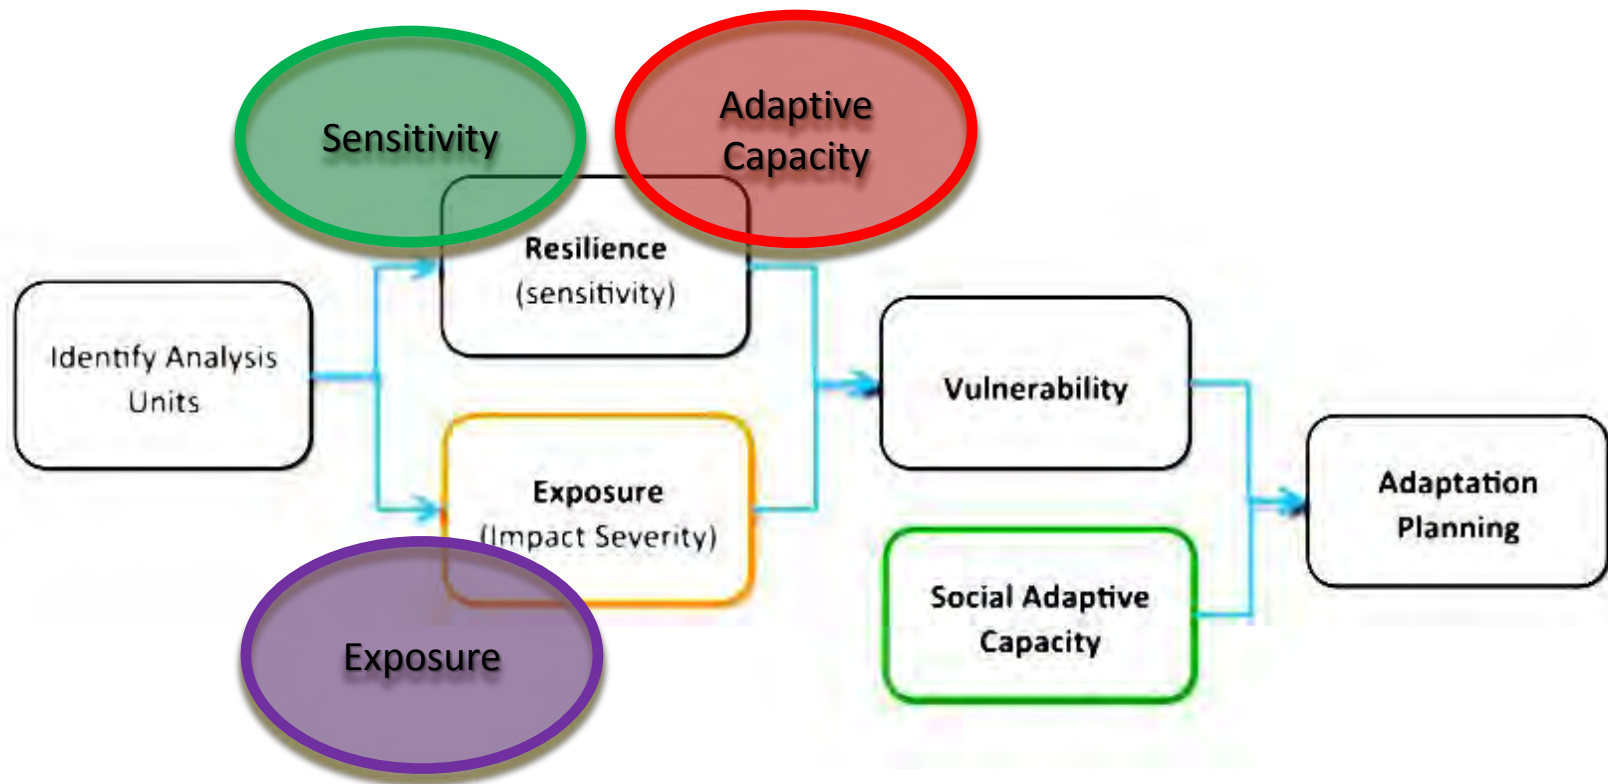 Sensitivity
Adaptive
Capacity
Resilience
(sensitivity)
Identify Analysis
Units
Vulnerability
Exposure
(Impact Severity)
Adaptation
Planning
Social Adaptive
Capacity
Exposure